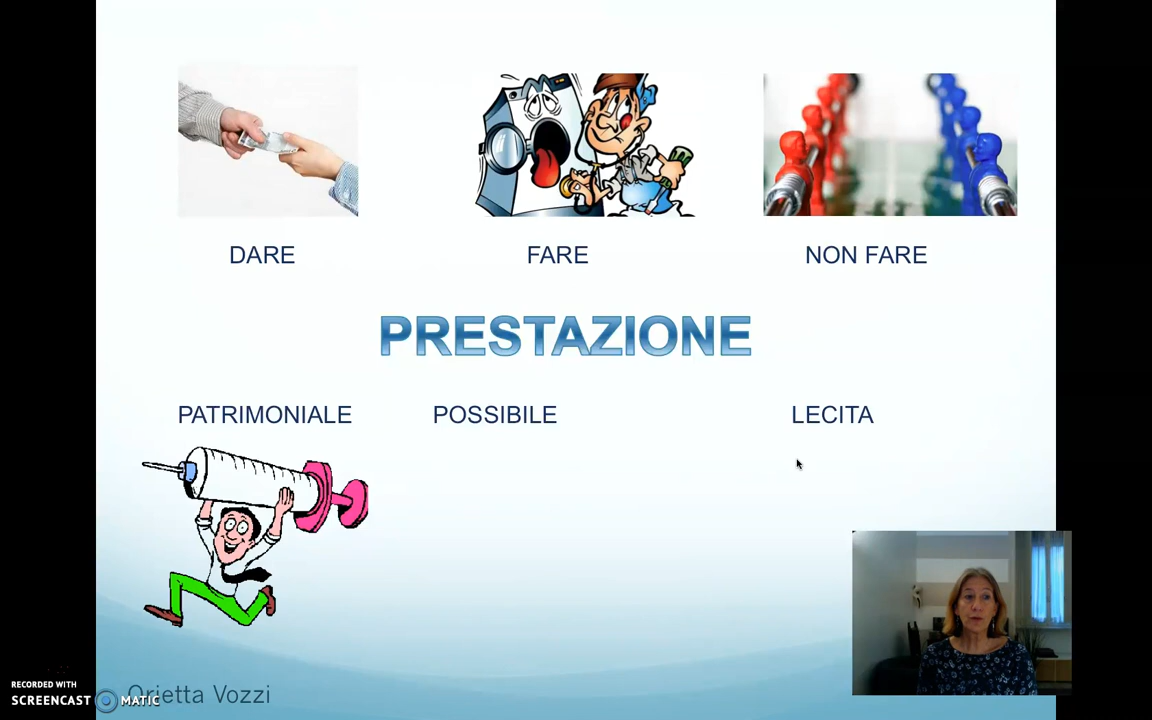 DARE
FARE
NON FARE
PRESTAZIONE
PATRIMONIALE
POSSIBILE
LECITA
RECORDED WITH
SCREENCAST MATIC
Orietta Vozzi